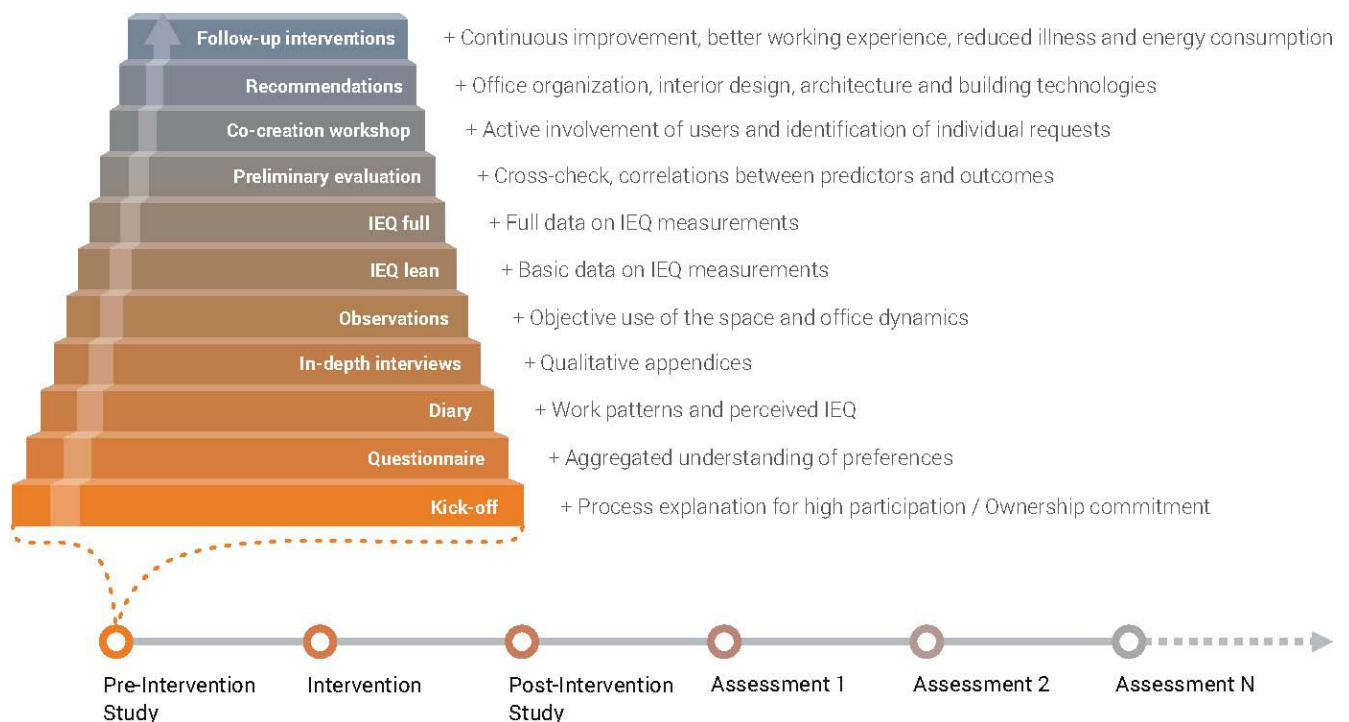 Follow-up interventions + Continuous improvement, better working experience, reduced illness and energy consumption
Recommendations + Office organization, interior design, architecture and building technologies
Co-creation workshop + Active involvement of users and identification of individual requests
Preliminary evaluation + Cross-check, correlations between predictors and outcomes
IEQ full + Full data on IEQ measurements
IEQ lean + Basic data on IEQ measurements
Observations + Objective use of the space and office dynamics
In-depth interviews + Qualitative appendices
Diary + Work patterns and perceived IEQ
Questionnaire + Aggregated understanding of preferences
Kick-off + Process explanation for high participation / Ownership commitment
Pre-Intervention Study
Intervention
Post-Intervention Study
Assessment 1
Assessment 2
Assessment N